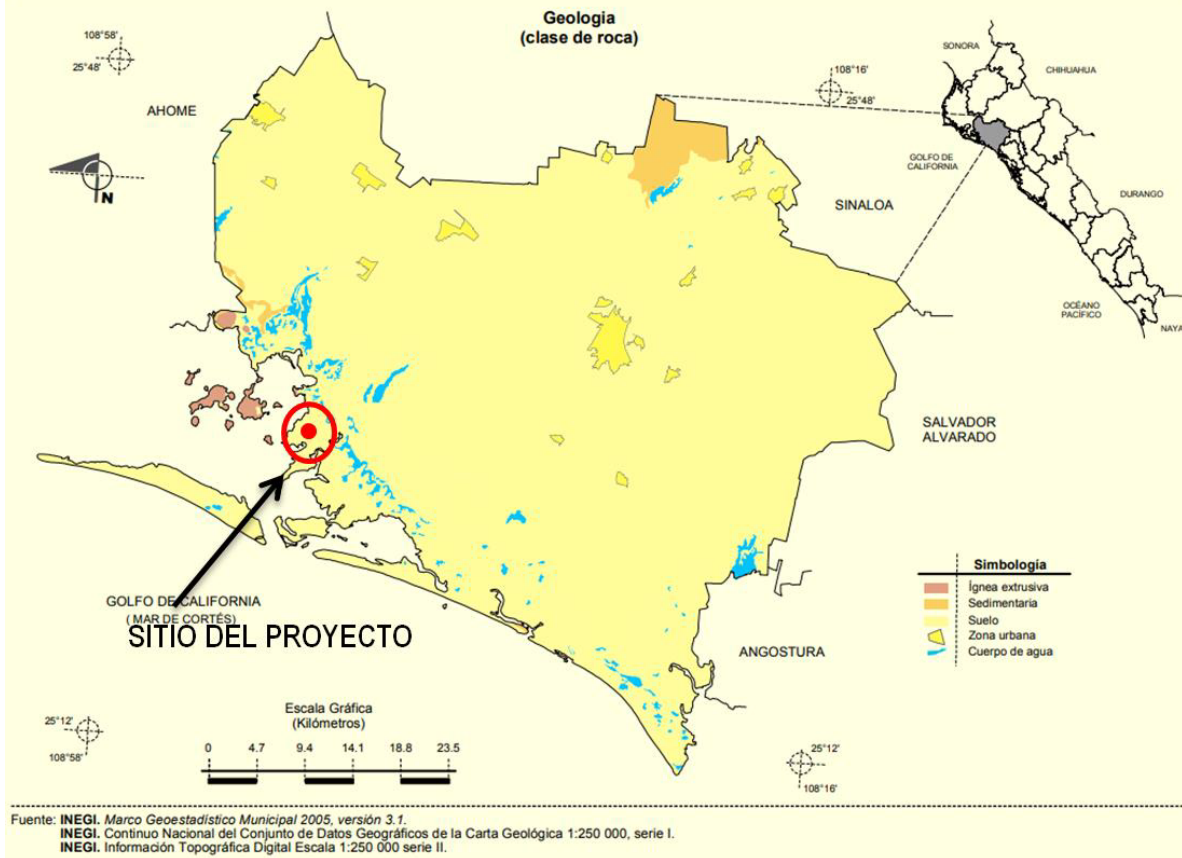 Geologia
(clase de roca)
108°58'
25°48'
AHOME
N
108°16'
25°48'
SONORA
CHIHUAHUA
GOLFO DE
CALIFORNIA
DURANGO
SINALOA
OCÉANO
PACÍFICO
NAYA
SALVADOR
ALVARADO
GOLFO DE CALIFORNIA
( MAR DE CORTÉS)
SITIO DEL PROYECTO
ANGOSTURA
Simbología
Ígnea extrusiva
Sedimentaria
Suelo
Zona urbana
Cuerpo de agua
Escala Gráfica
(Kilómetros)
0 4.7 9.4 14.1 18.8 23.5
25°12'
108°58'
25°12'
108°16'
Fuente: INEGI. Marco Geoestadístico Municipal 2005, versión 3.1.
INEGI. Continuo Nacional del Conjunto de Datos Geográficos de la Carta Geológica 1:250 000, serie I.
INEGI. Información Topográfica Digital Escala 1:250 000 serie II.